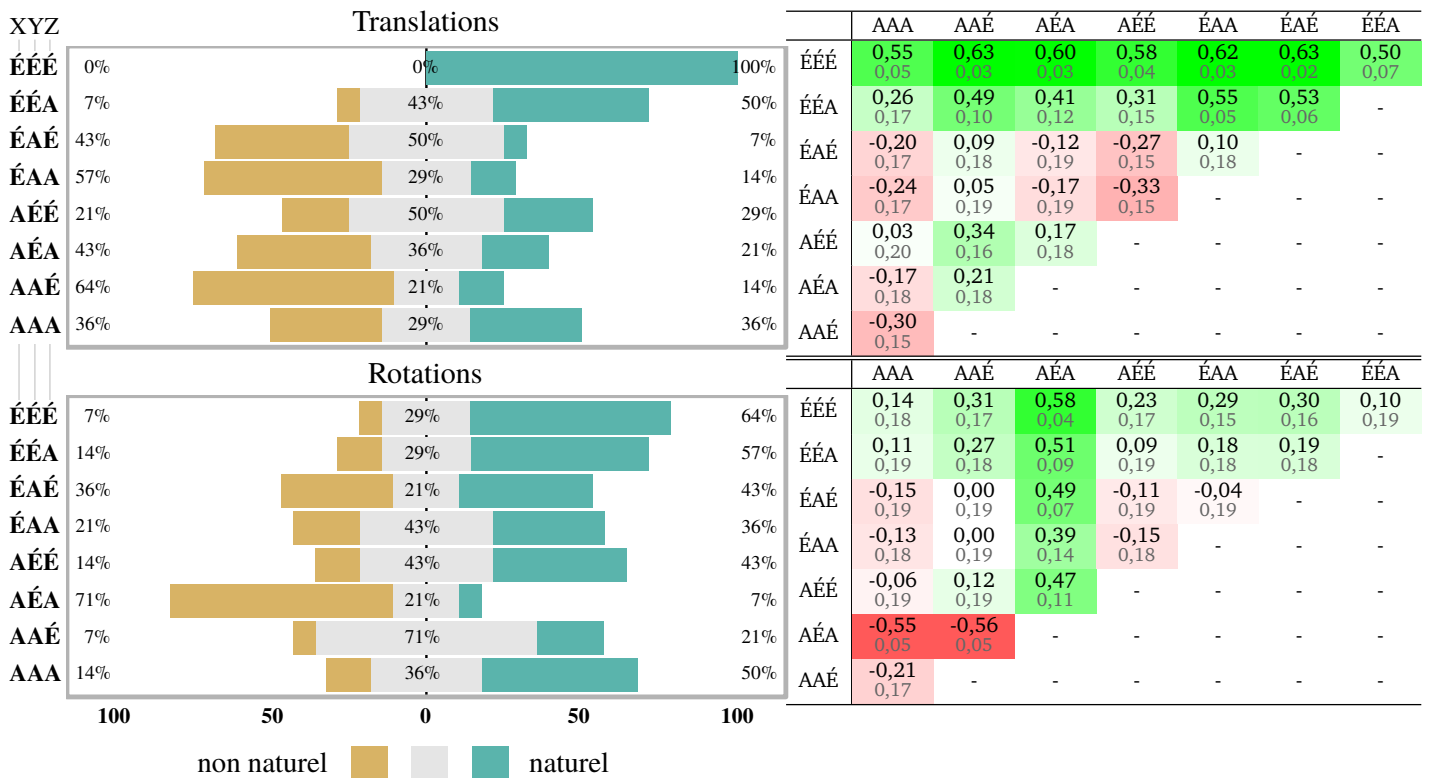 Translations
XYZ
ÉÉÉ 0% 0% 100%
ÉÉA 7% 43% 50%
ÉAÉ 43% 50% 7%
ÉAA 57% 29% 14%
AÉÉ 21% 50% 29%
AÉA 43% 36% 21%
AAÉ 64% 21% 14%
AAA 36% 29% 36%
Rotations
ÉÉÉ 7% 29% 64%
ÉÉA 14% 29% 57%
ÉAÉ 36% 21% 43%
ÉAA 21% 43% 36%
AÉÉ 14% 43% 43%
AÉA 71% 21% 7%
AAÉ 7% 71% 21%
AAA 14% 36% 50%
100 50 0 50 100
non naturel naturel
AAA AAÉ AÉA AÉÉ ÉAA ÉAÉ ÉÉA
ÉÉÉ 0,55 0,63 0,60 0,58 0,62 0,63 0,50
0,05 0,03 0,03 0,04 0,03 0,02 0,07
ÉÉA 0,26 0,49 0,41 0,31 0,55 0,53 -
0,17 0,10 0,12 0,15 0,05 0,06
ÉAÉ -0,20 0,09 -0,12 -0,27 0,10 - -
0,17 0,18 0,19 0,15 0,18
ÉAA -0,24 0,05 -0,17 -0,33 - - -
0,17 0,19 0,19 0,15
AÉÉ 0,03 0,34 0,17 - - - -
0,20 0,16 0,18
AÉA -0,17 0,21 - - - - -
0,18 0,18
AAÉ -0,30 - - - - - -
0,15
AAA AAÉ AÉA AÉÉ ÉAA ÉAÉ ÉÉA
ÉÉÉ 0,14 0,31 0,58 0,23 0,29 0,30 0,10
0,18 0,17 0,04 0,17 0,15 0,16 0,19
ÉÉA 0,11 0,27 0,51 0,09 0,18 0,19 -
0,19 0,18 0,09 0,19 0,18 0,18
ÉAÉ -0,15 0,00 0,49 -0,11 -0,04 - -
0,19 0,19 0,07 0,19 0,19
ÉAA -0,13 0,00 0,39 -0,15 - - -
0,18 0,19 0,14 0,18
AÉÉ -0,06 0,12 0,47 - - - -
0,19 0,19 0,11
AÉA -0,55 -0,56 - - - - -
0,05 0,05
AAÉ -0,21 - - - - - -
0,17